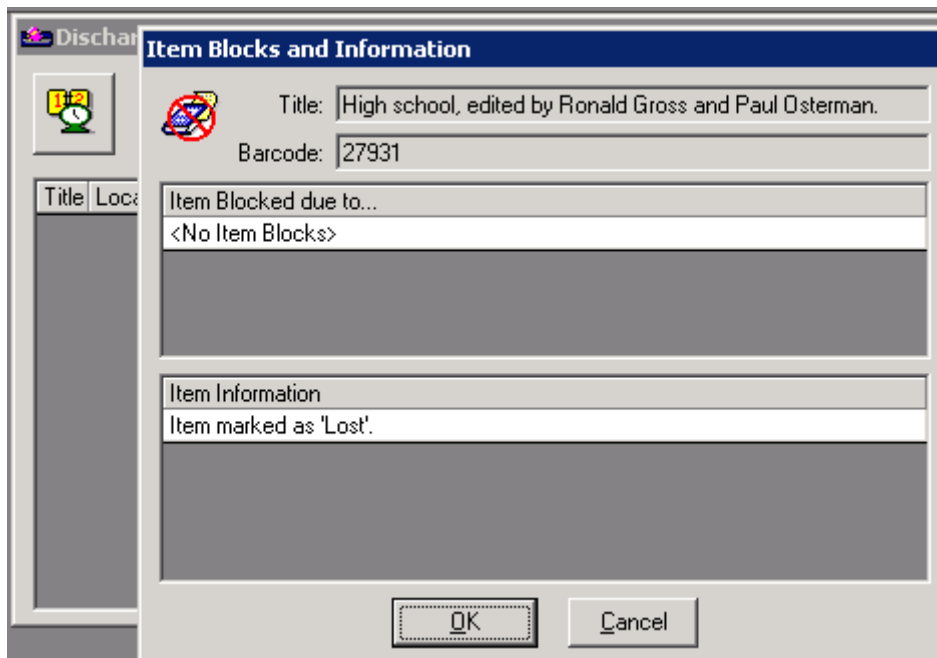 Dischar
Item Blocks and Information
Title: High school, edited by Ronald Gross and Paul Osterman.
Barcode: 27931
Title Loca
Item Blocked due to...
<No Item Blocks>
Item Information
Item marked as 'Lost'.
OK Cancel